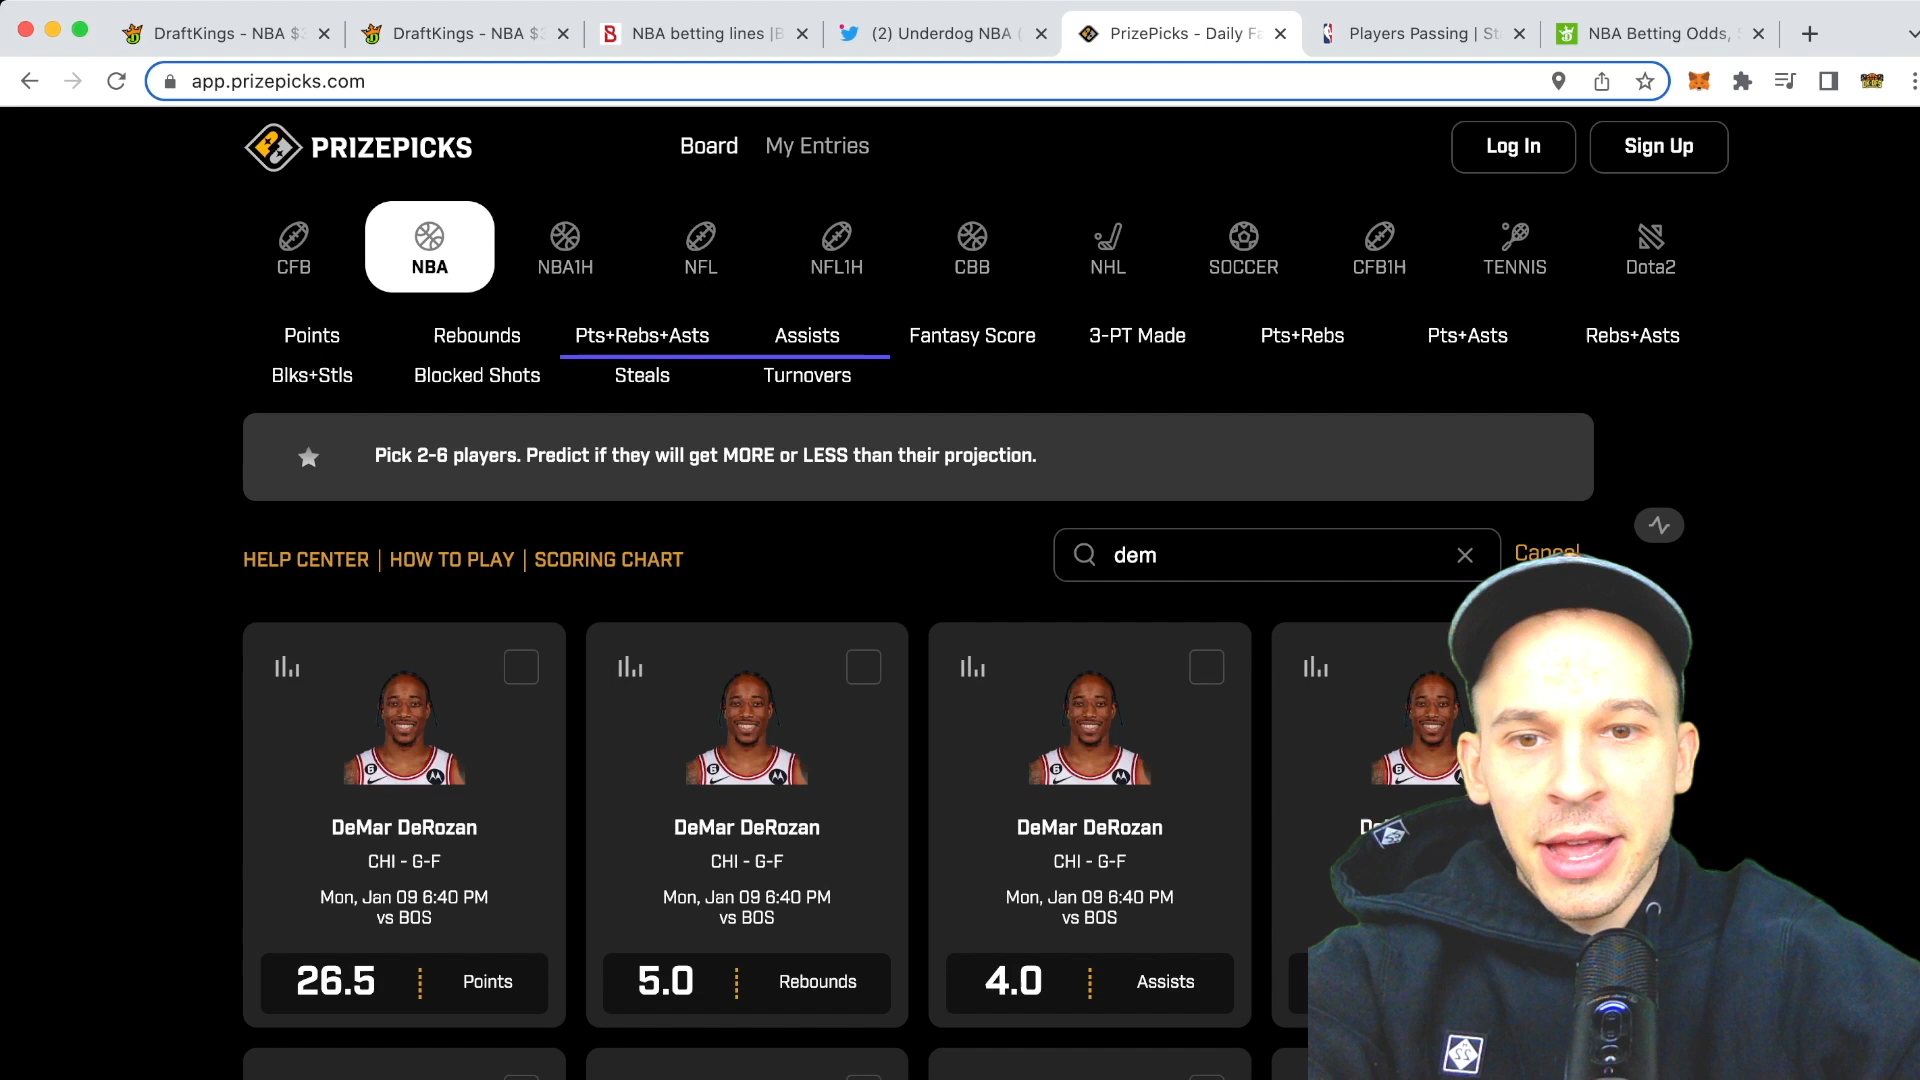 DraftKings - NBA $3
DraftKings - NBA $3
NBA betting lines |B
(2) Underdog NBA (
PrizePicks - Daily Fa
Players Passing | Sta
NBA Betting Odds,
app.prizepicks.com
PRIZEPICKS
Board
My Entries
Log In
Sign Up
CFB
NBA
NBA1H
NFL
NFL1H
CBB
NHL
SOCCER
CFB1H
TENNIS
Dota2
Points
Rebounds
Pts+Rebs+Asts
Assists
Fantasy Score
3-PT Made
Pts+Rebs
Pts+Asts
Rebs+Asts
Blks+Stls
Blocked Shots
Steals
Turnovers
Pick 2-6 players. Predict if they will get MORE or LESS than their projection.
HELP CENTER | HOW TO PLAY | SCORING CHART
dem
Cancel
DeMar DeRozan
CHI - G-F
Mon, Jan 09 6:40 PM
vs BOS
26.5 Points
DeMar DeRozan
CHI - G-F
Mon, Jan 09 6:40 PM
vs BOS
5.0 Rebounds
DeMar DeRozan
CHI - G-F
Mon, Jan 09 6:40 PM
vs BOS
4.0 Assists